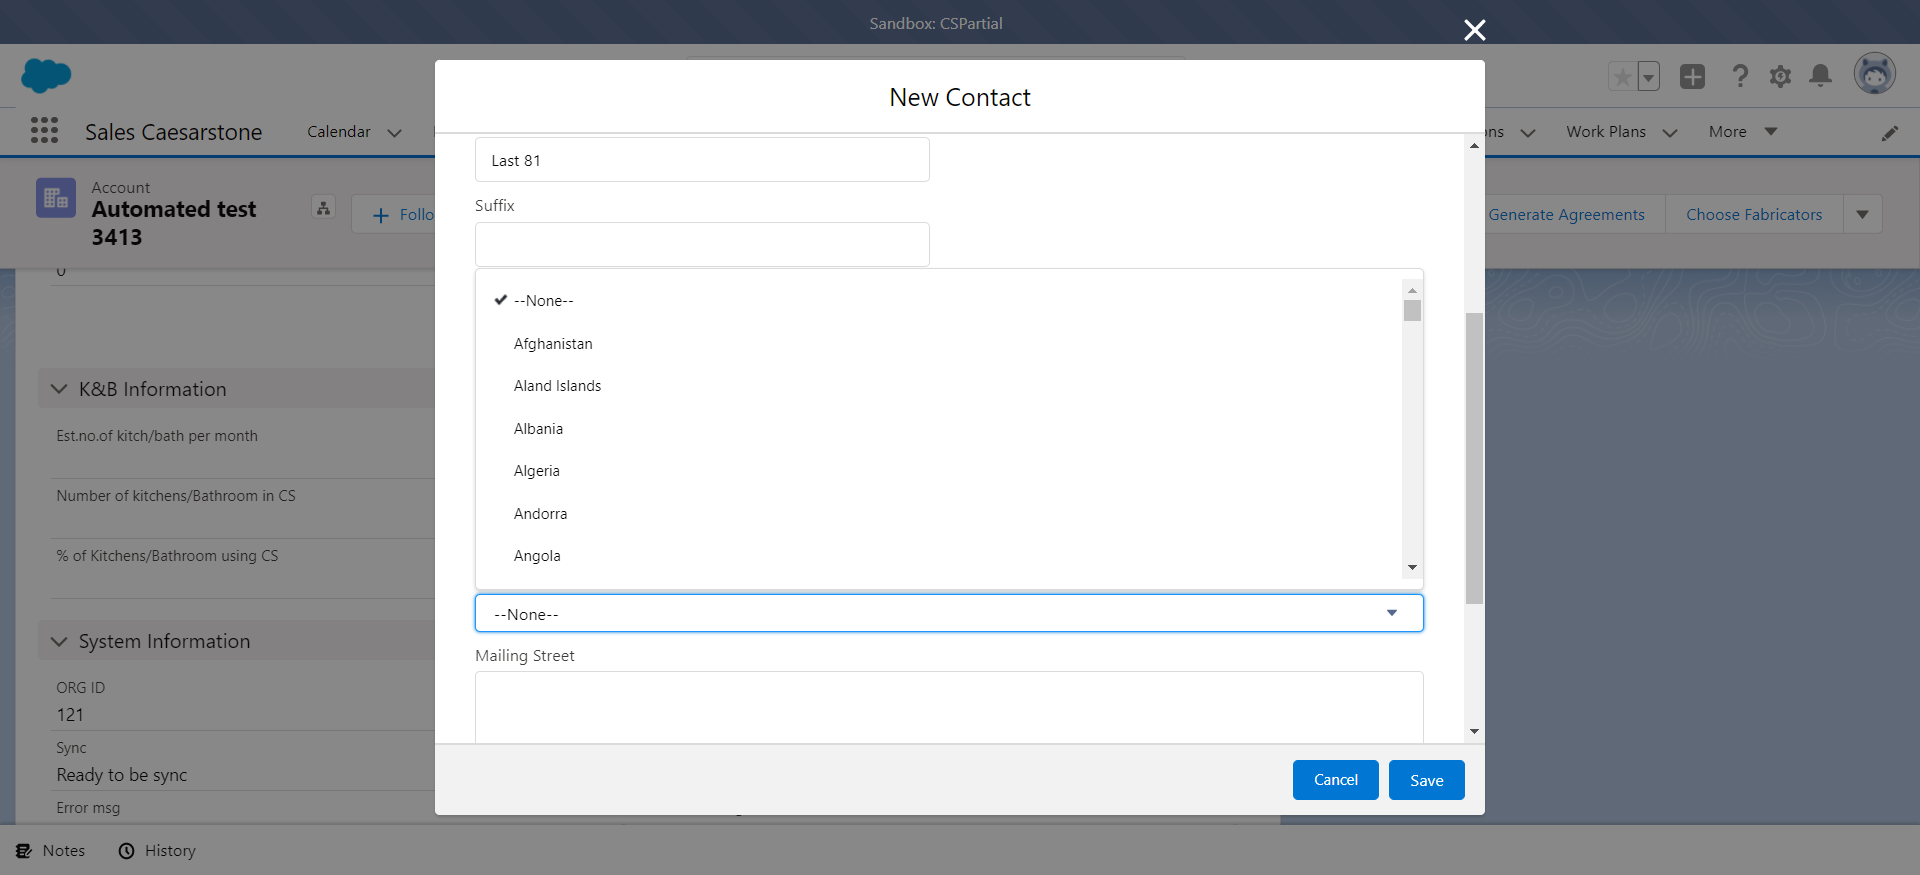 Sandbox: CSPartial
New Contact
Sales Caesarstone
Calendar
ns
Work Plans
More
Last 81
Account
Automated test
3413
Follo
Generate Agreements
Choose Fabricators
Suffix
0
--None--
Afghanistan
Aland Islands
Albania
Algeria
Andorra
Angola
--None--
Mailing Street
K&B Information
Est.no.of kitch/bath per month
Number of kitchens/Bathroom in CS
% of Kitchens/Bathroom using CS
System Information
ORG ID
121
Sync
Ready to be sync
Error msg
Cancel
Save
Notes
History